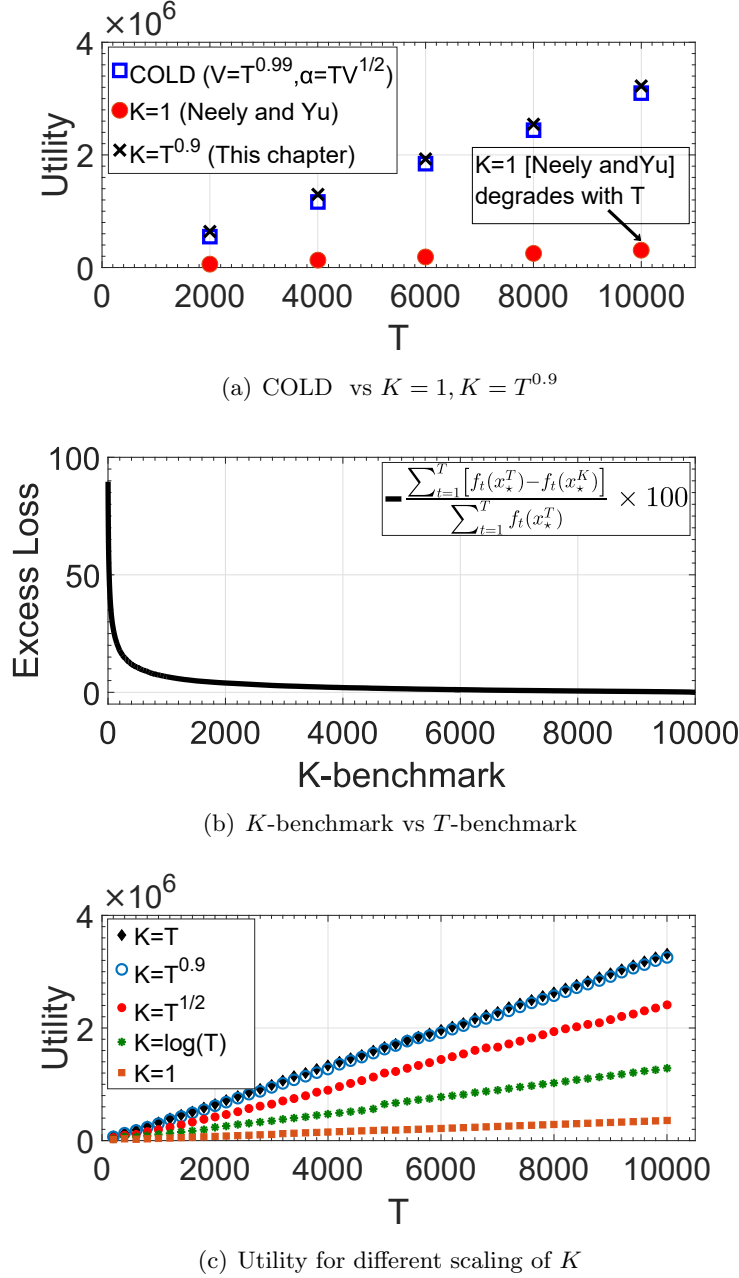 ×10⁶
4
2
0
Utility
COLD (V=T^0.99,α=TV^1/2)
K=1 (Neely and Yu)
K=T^0.9 (This chapter)
K=1 [Neely andYu]
degrades with T
0 2000 4000 6000 8000 10000
T
(a) COLD vs K = 1, K = T^0.9
100
50
0
Excess Loss
∑_{t=1}^{T} [f_t(x_⋆^T)−f_t(x_⋆^K)] / ∑_{t=1}^{T} f_t(x_⋆^T) × 100
0 2000 4000 6000 8000 10000
K-benchmark
(b) K-benchmark vs T-benchmark
×10⁶
4
2
0
Utility
K=T
K=T^0.9
K=T^1/2
K=log(T)
K=1
0 2000 4000 6000 8000 10000
T
(c) Utility for different scaling of K